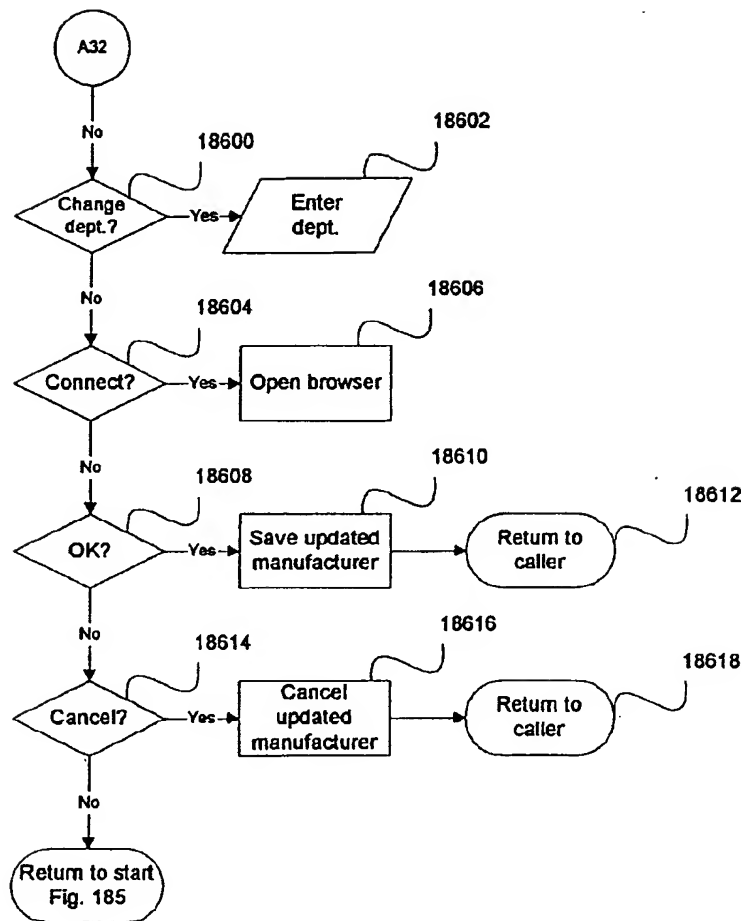 A32
No
18600
18602
Change
dept.?
Yes
Enter
dept.
No
18604
18606
Connect?
Yes
Open browser
No
18608
18610
18612
OK?
Yes
Save updated
manufacturer
Return to
caller
No
18614
18616
18618
Cancel?
Yes
Cancel
updated
manufacturer
Return to
caller
No
Return to start
Fig. 185